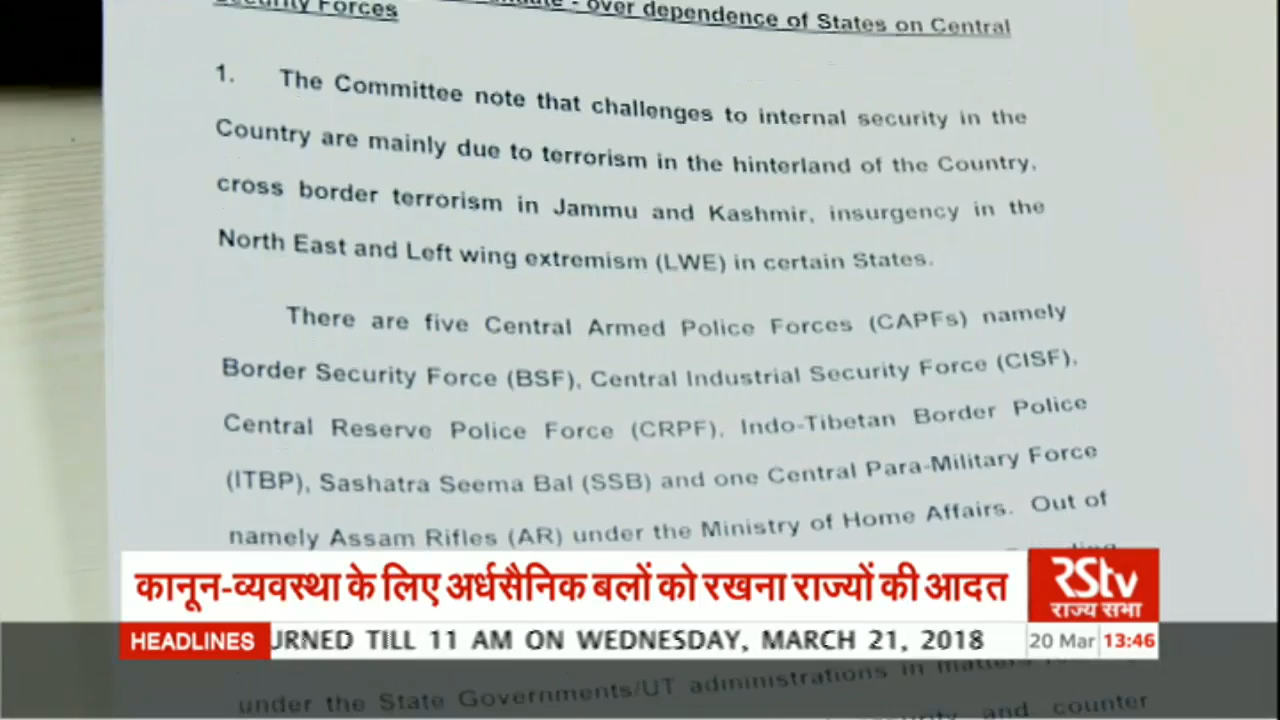 over dependence of States on Central
Security Forces
1. The Committee note that challenges to internal security in the
Country are mainly due to terrorism in the hinterland of the Country,
cross border terrorism in Jammu and Kashmir, insurgency in the
North East and Left wing extremism (LWE) in certain States.
There are five Central Armed Police Forces (CAPFs) namely
Border Security Force (BSF), Central Industrial Security Force (CISF),
Central Reserve Police Force (CRPF), Indo-Tibetan Border Police
(ITBP), Sashatra Seema Bal (SSB) and one Central Para-Military Force
namely Assam Rifles (AR) under the Ministry of Home Affairs. Out of
कानून-व्यवस्था के लिए अर्धसैनिक बलों को रखना राज्यों की आदत
RStv
राज्य सभा
HEADLINES URNED TILL 11 AM ON WEDNESDAY, MARCH 21, 2018
20 Mar 13:46
under the State Governments/UT administrations in matters
and counter